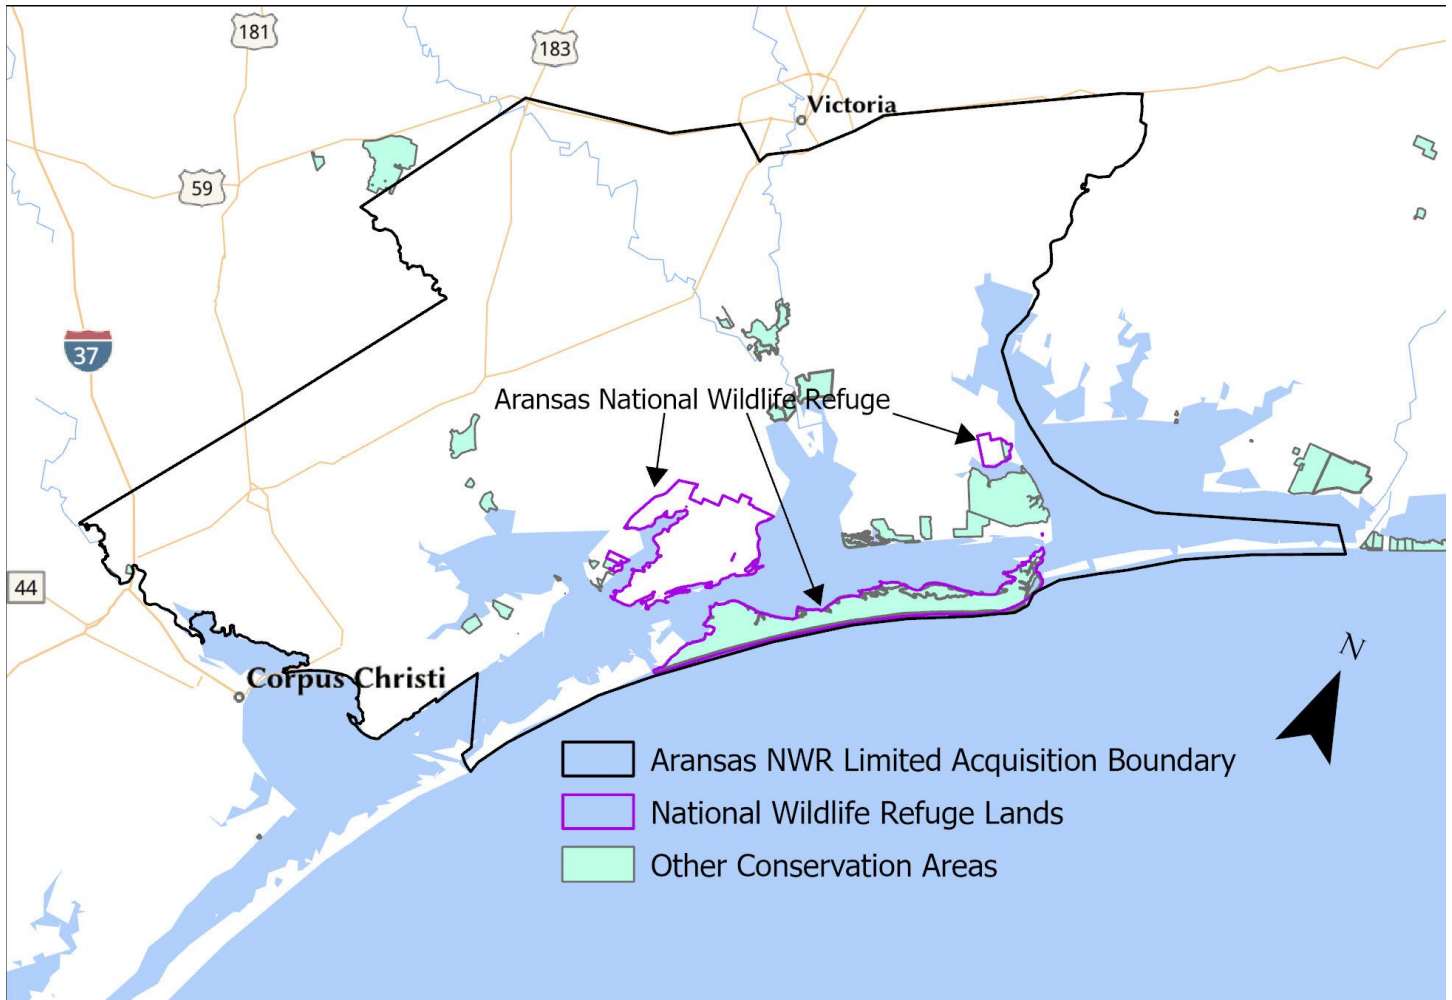 181
183
Victoria
59
37
Aransas National Wildlife Refuge
44
Corpus Christi
N
Aransas NWR Limited Acquisition Boundary
National Wildlife Refuge Lands
Other Conservation Areas